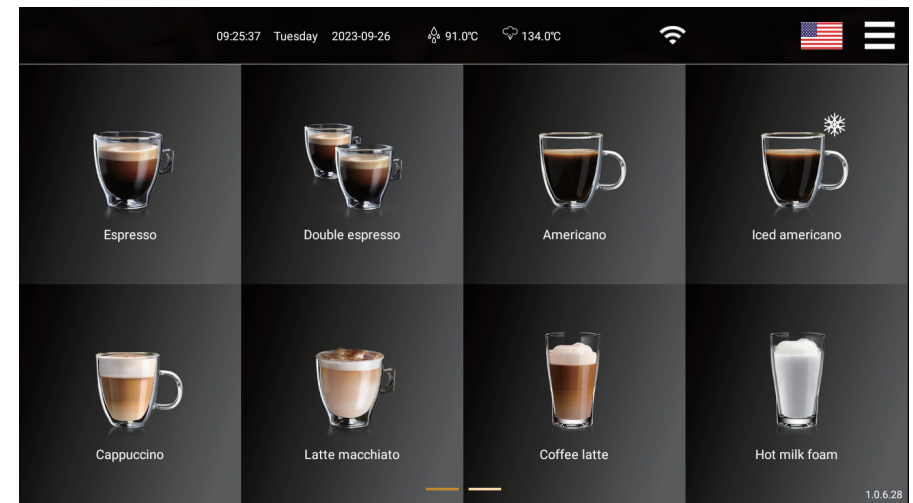 09:25:37 Tuesday 2023-09-26 91.0℃ 134.0℃
Espresso
Double espresso
Americano
Iced americano
Cappuccino
Latte macchiato
Coffee latte
Hot milk foam
1.0.6.28